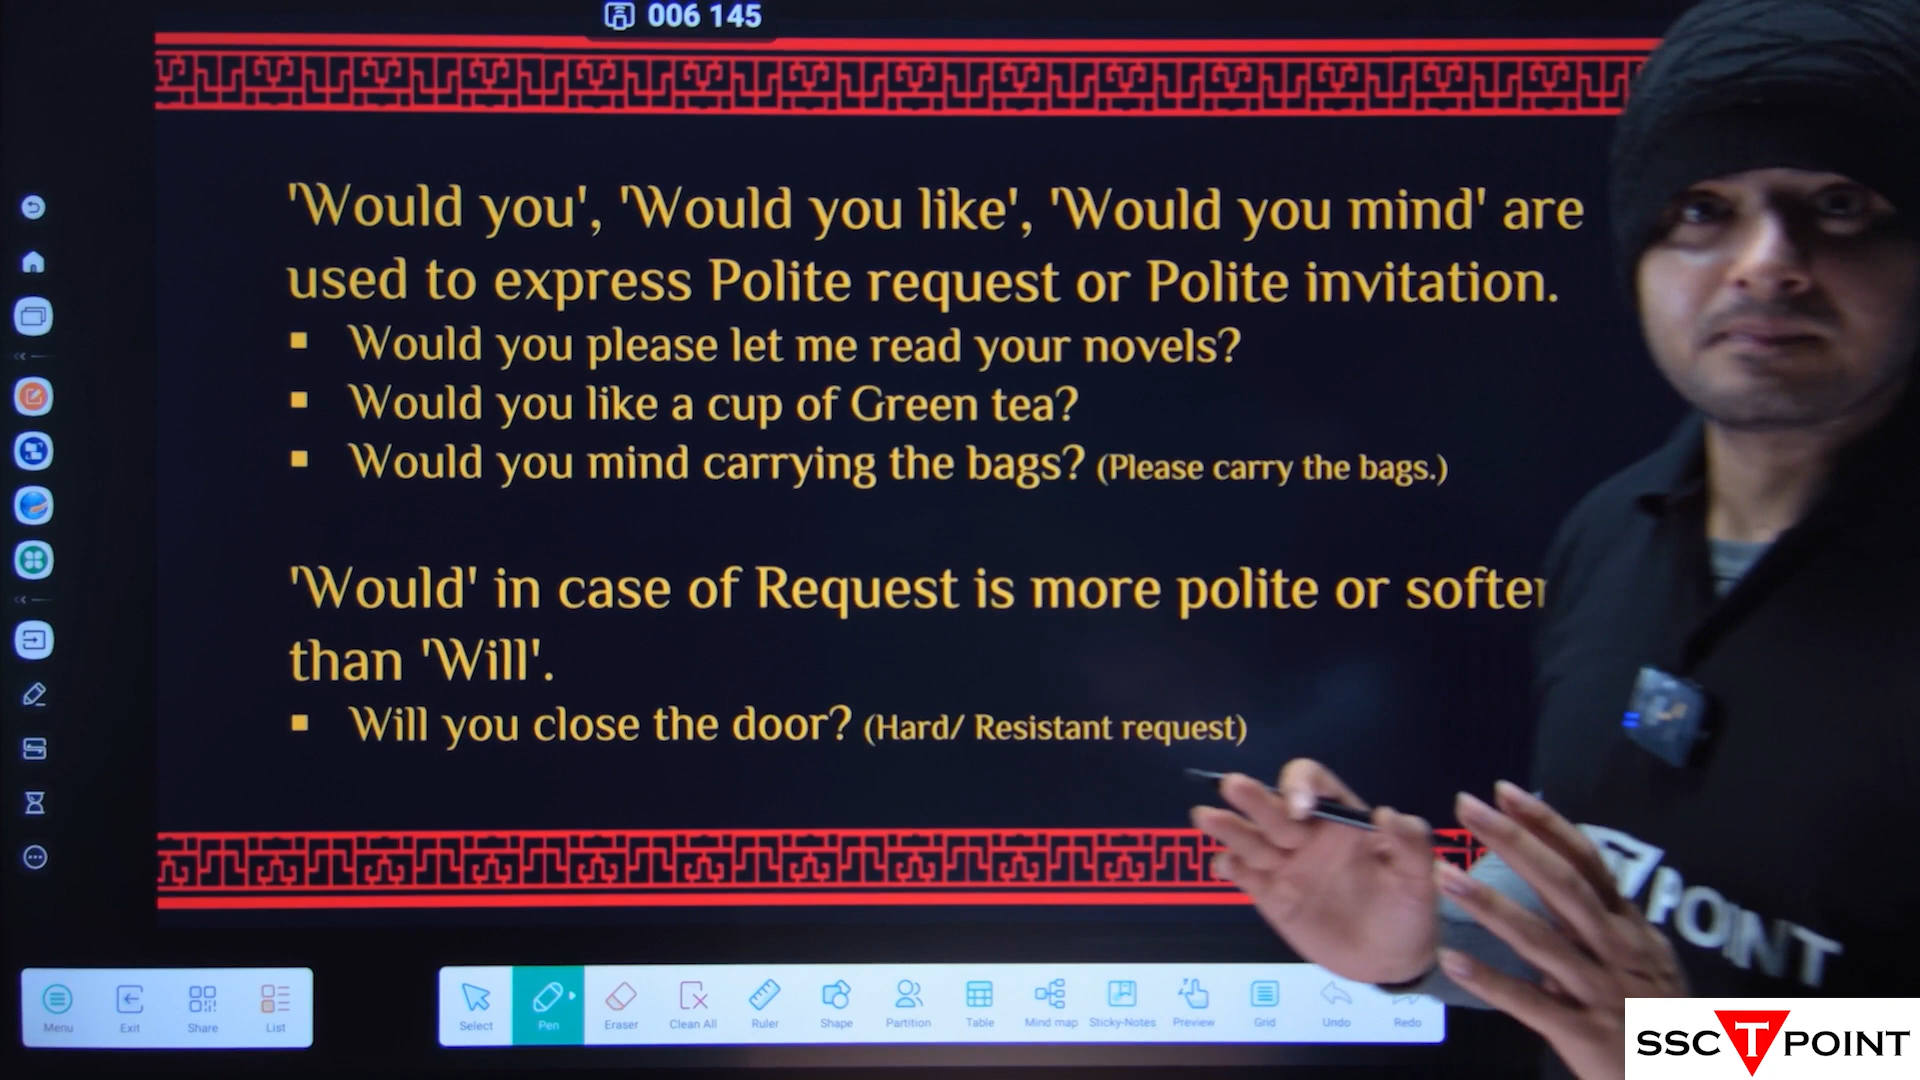 006 145
'Would you', 'Would you like', 'Would you mind' are
used to express Polite request or Polite invitation.
▪ Would you please let me read your novels?
▪ Would you like a cup of Green tea?
▪ Would you mind carrying the bags? (Please carry the bags.)
'Would' in case of Request is more polite or softer
than 'Will'.
▪ Will you close the door? (Hard/ Resistant request)
POINT
Menu Exit Share List
Select Pen Eraser Clean All Ruler Shape Partition Table Mind map Sticky-Notes Preview Grid Undo Redo
SSC T POINT